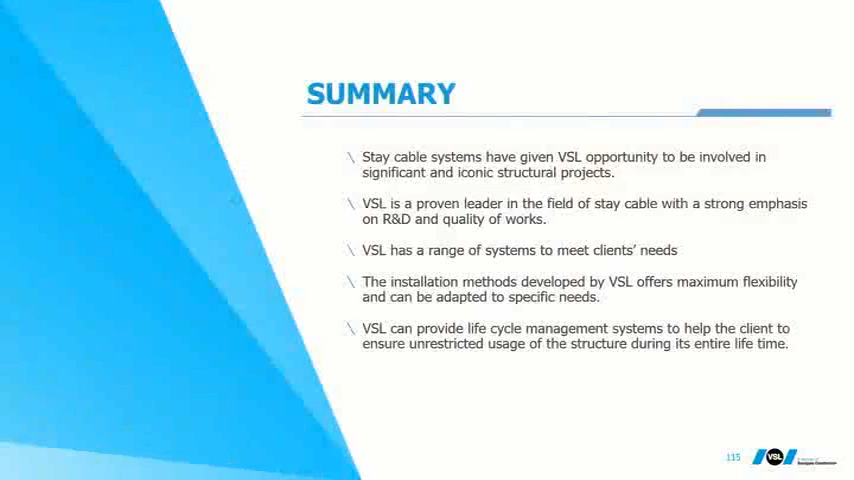 SUMMARY
\ Stay cable systems have given VSL opportunity to be involved in
significant and iconic structural projects.
\ VSL is a proven leader in the field of stay cable with a strong emphasis
on R&D and quality of works.
\ VSL has a range of systems to meet clients’ needs
\ The installation methods developed by VSL offers maximum flexibility
and can be adapted to specific needs.
\ VSL can provide life cycle management systems to help the client to
ensure unrestricted usage of the structure during its entire life time.
115
VSL